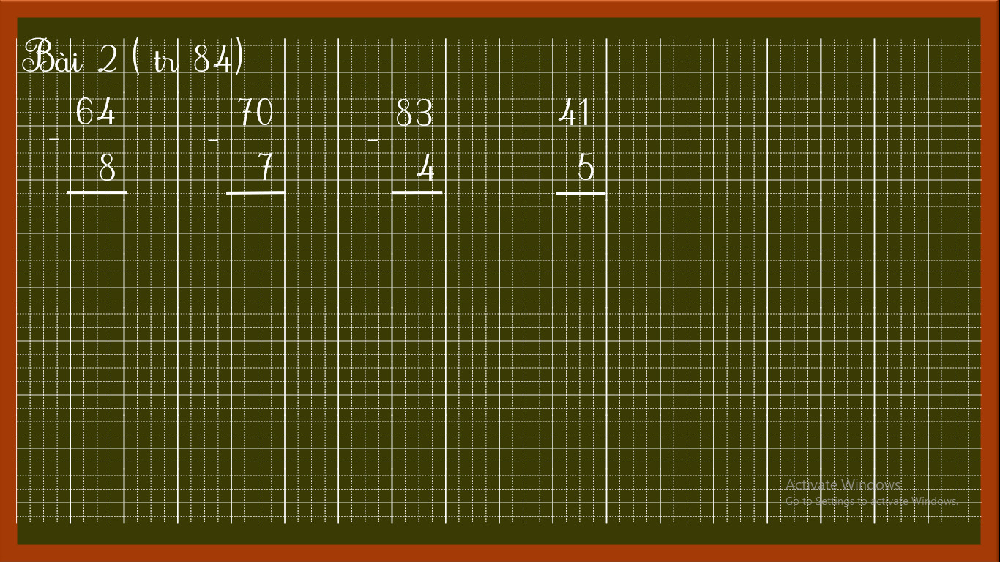 Bài 2 ( tr 84)
64 70 83 41
- - -
8 7 4 5
Activate Windows
Go to Settings to activate Windows.